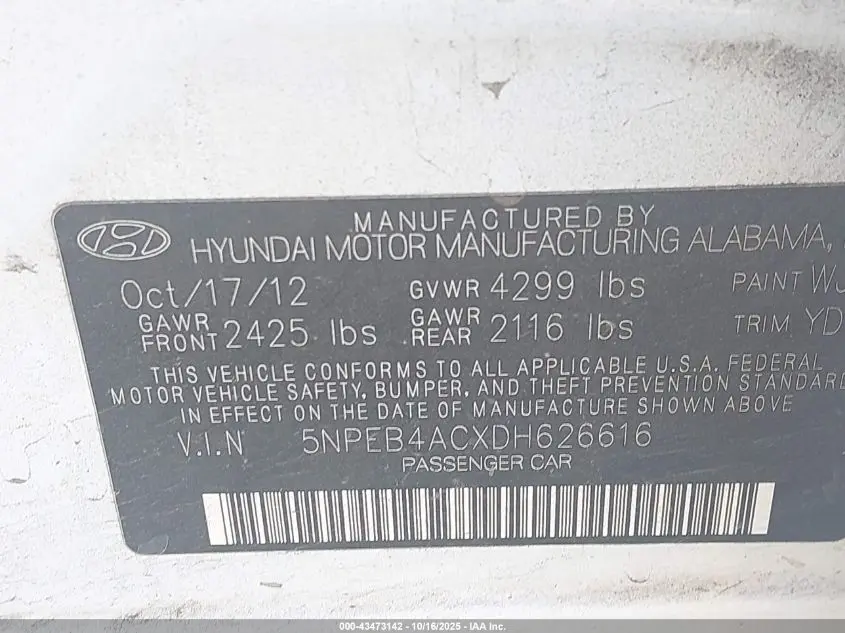 MANUFACTURED BY
HYUNDAI MOTOR MANUFACTURING ALABAMA,
Oct/17/12 GVWR 4299 lbs PAINT
GAWR FRONT 2425 lbs GAWR REAR 2116 lbs TRIM YD
THIS VEHICLE CONFORMS TO ALL APPLICABLE U.S.A. FEDERAL
MOTOR VEHICLE SAFETY, BUMPER, AND THEFT PREVENTION STANDARD
IN EFFECT ON THE DATE OF MANUFACTURE SHOWN ABOVE
V.I.N 5NPEB4ACXDH626616
PASSENGER CAR
000-43473142 - 10/16/2025 - IAA, Inc.